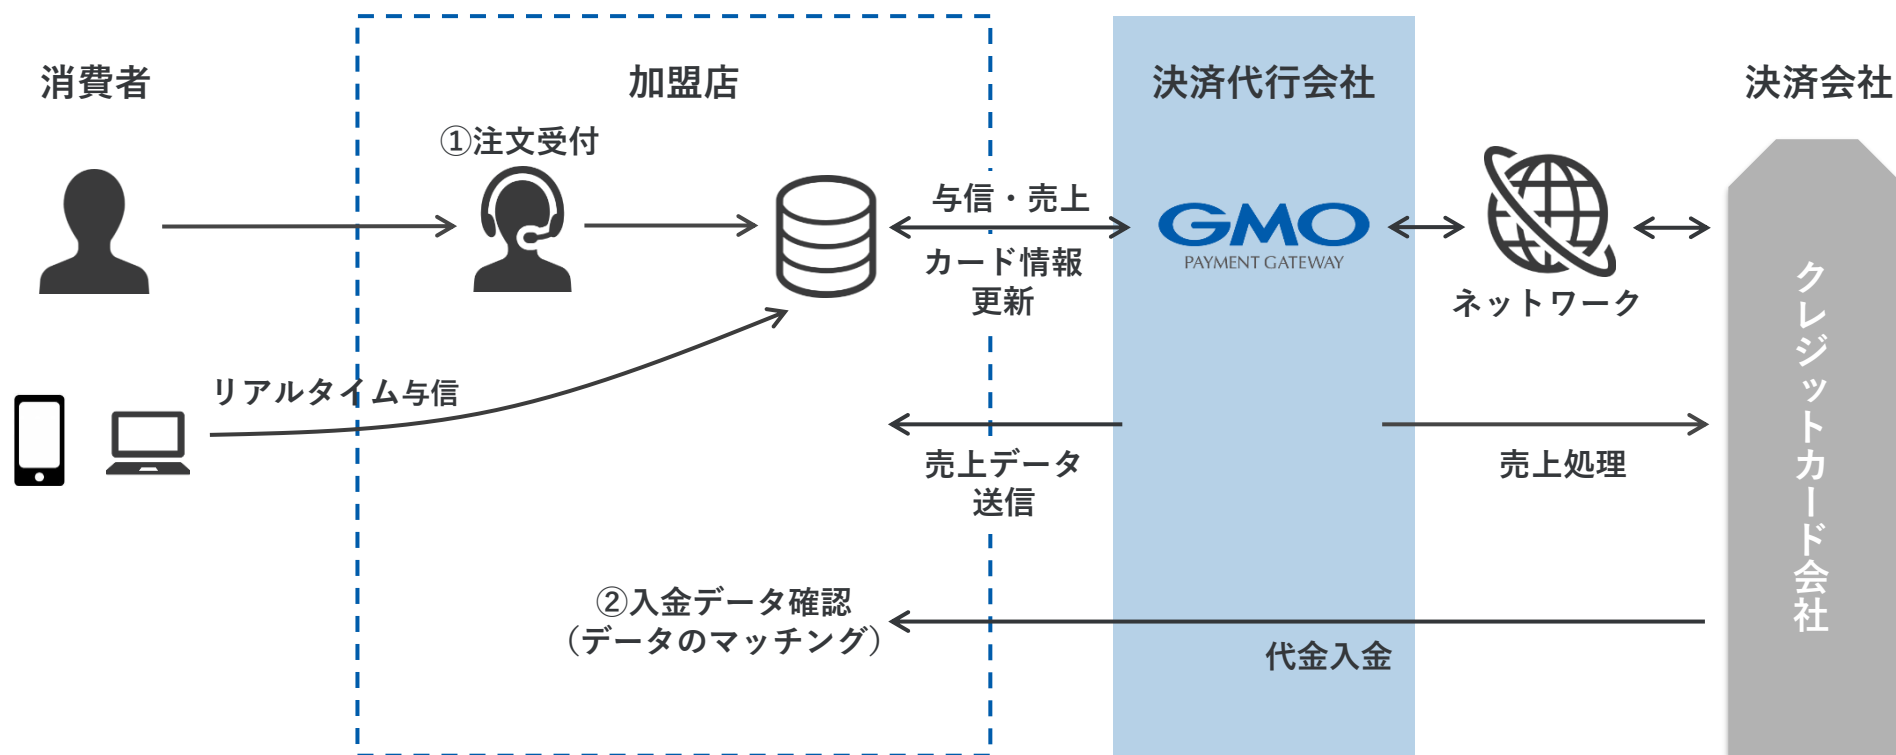 消費者
加盟店
決済代行会社
決済会社
①注文受付
与信・売上
カード情報
更新
GMO
PAYMENT GATEWAY
ネットワーク
クレジットカード会社
リアルタイム与信
売上データ
送信
売上処理
②入金データ確認
（データのマッチング）
代金入金